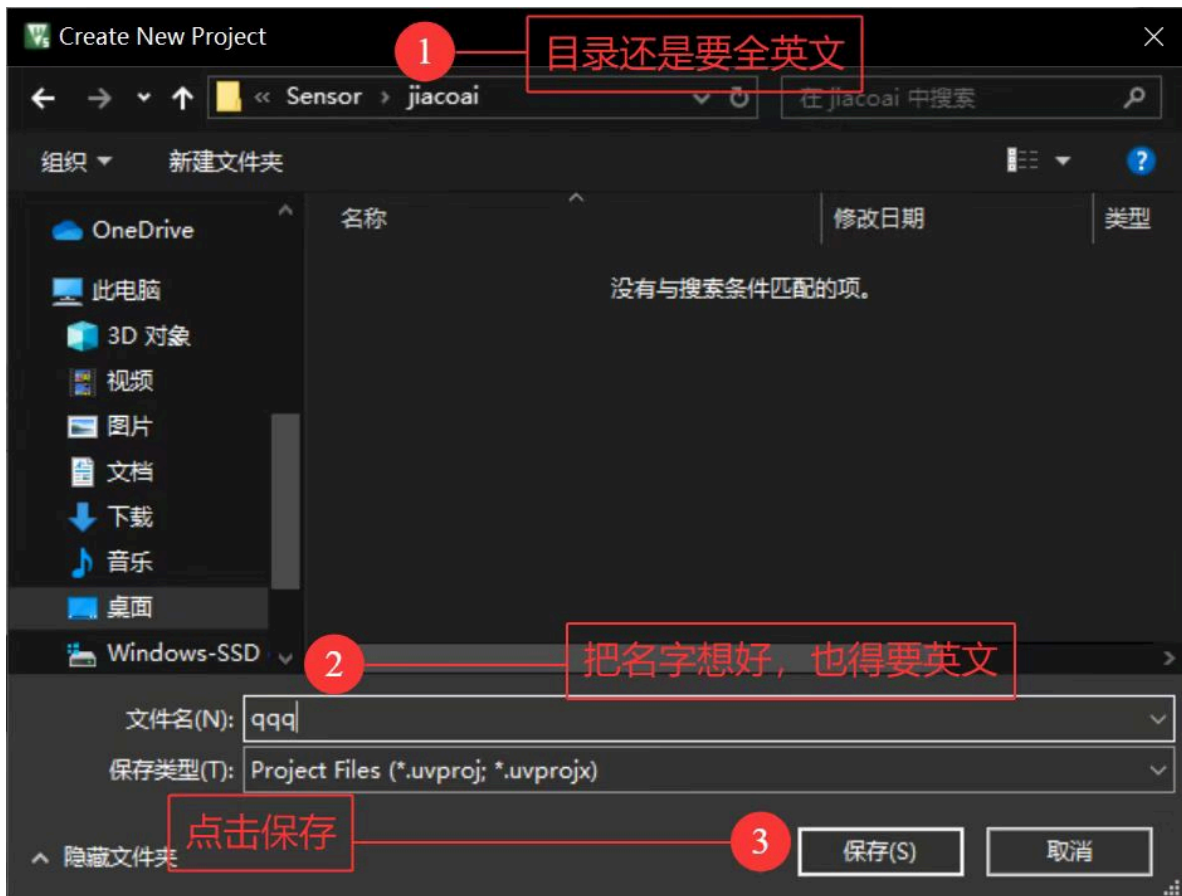 Create New Project
1
目录还是要全英文
« Sensor › jiacoai
在 jiacoai 中搜索
组织
新建文件夹
?
名称
修改日期
类型
OneDrive
没有与搜索条件匹配的项。
此电脑
3D 对象
视频
图片
文档
下载
音乐
桌面
Windows-SSD
2
把名字想好，也得要英文
文件名(N):
qqq
保存类型(T):
Project Files (*.uvproj; *.uvprojx)
点击保存
3
隐藏文件夹
保存(S)
取消